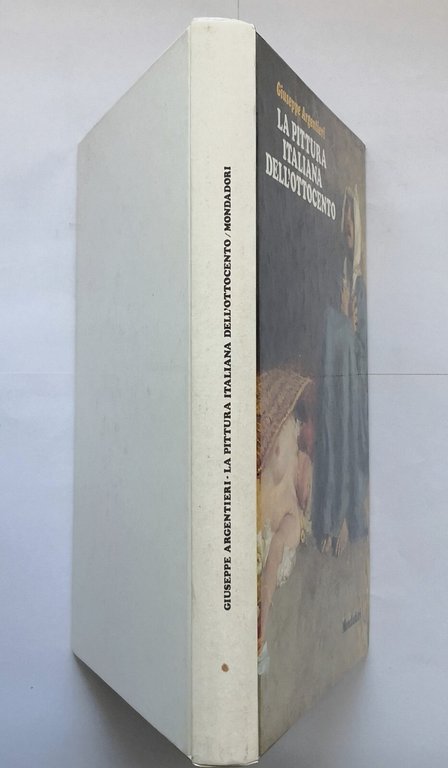 GIUSEPPE ARGENTIERI - LA PITTURA ITALIANA DELL'OTTOCENTO / MONDADORI
Giuseppe Argentieri
LA PITTURA
ITALIANA
DELL'OTTOCENTO
Mondadori